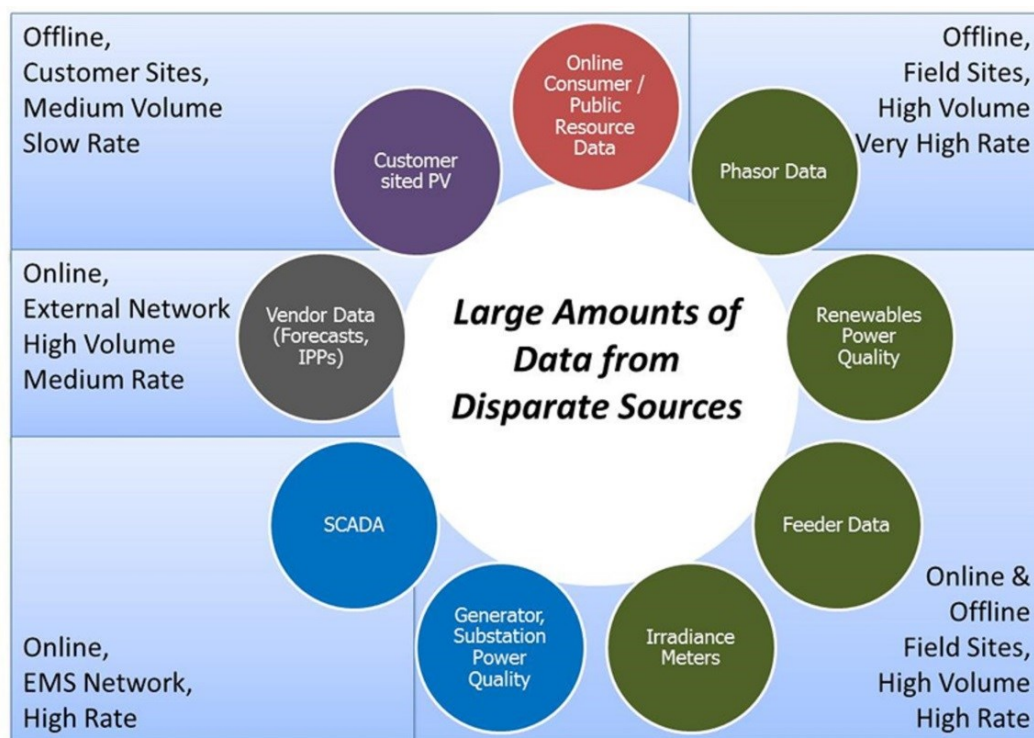 Offline,
Customer Sites,
Medium Volume
Slow Rate
Online
Consumer /
Public
Resource
Data
Offline,
Field Sites,
High Volume
Very High Rate
Customer
sited PV
Phasor Data
Online,
External Network
High Volume
Medium Rate
Vendor Data
(Forecasts,
IPPs)
Large Amounts of
Data from
Disparate Sources
Renewables
Power
Quality
SCADA
Feeder Data
Online,
EMS Network,
High Rate
Generator,
Substation
Power
Quality
Irradiance
Meters
Online &
Offline
Field Sites,
High Volume
High Rate